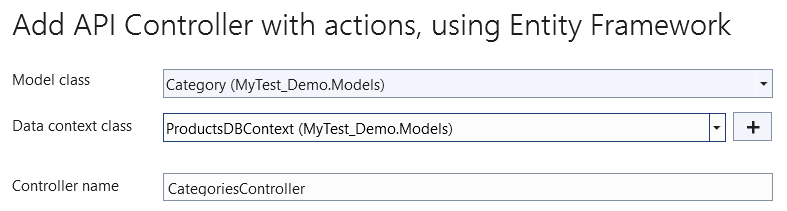 Add API Controller with actions, using Entity Framework
Model class
Category (MyTest_Demo.Models)
Data context class
ProductsDBContext (MyTest_Demo.Models)
+
Controller name
CategoriesController